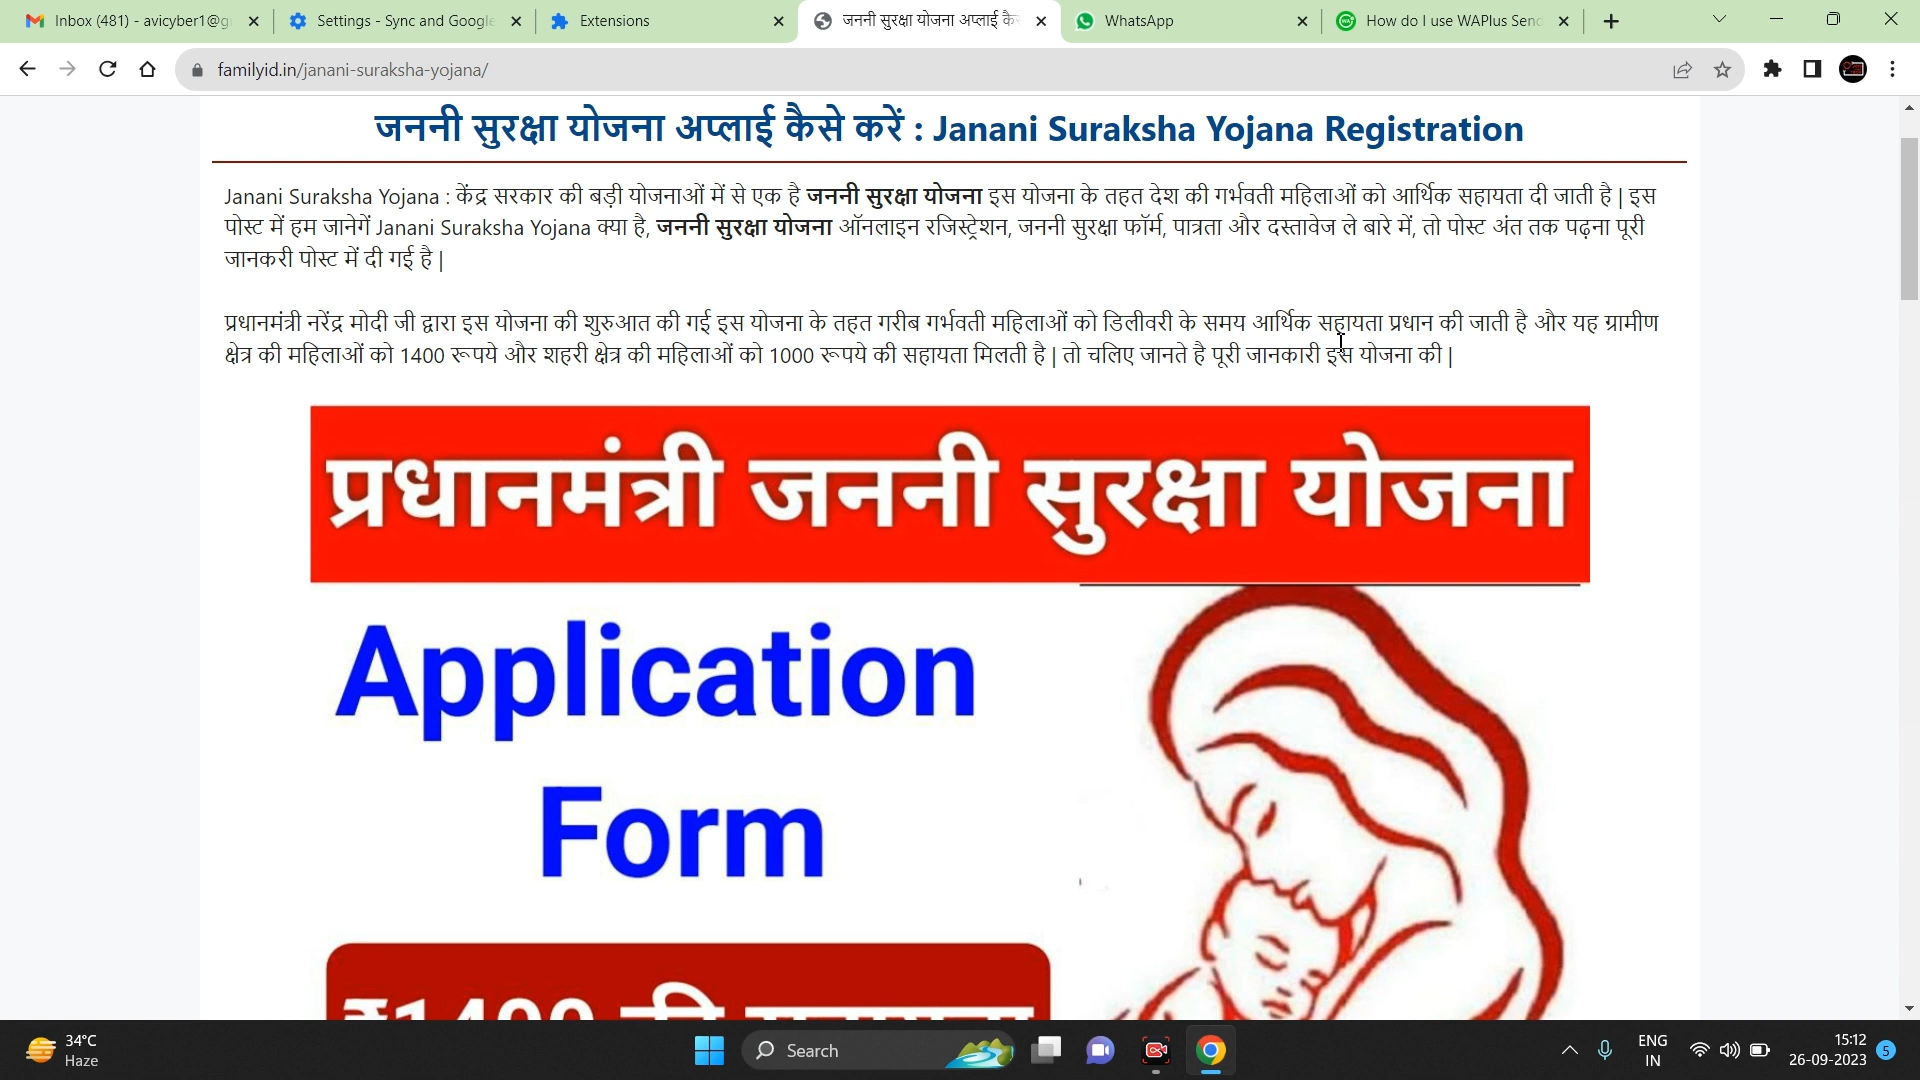 Inbox (481) - avicyber1@g
Settings - Sync and Google
Extensions
जननी सुरक्षा योजना अप्लाई कै
WhatsApp
How do I use WAPlus Send
familyid.in/janani-suraksha-yojana/
जननी सुरक्षा योजना अप्लाई कैसे करें : Janani Suraksha Yojana Registration
Janani Suraksha Yojana : केंद्र सरकार की बड़ी योजनाओं में से एक है जननी सुरक्षा योजना इस योजना के तहत देश की गर्भवती महिलाओं को आर्थिक सहायता दी जाती है | इस
पोस्ट में हम जानेगें Janani Suraksha Yojana क्या है, जननी सुरक्षा योजना ऑनलाइन रजिस्ट्रेशन, जननी सुरक्षा फॉर्म, पात्रता और दस्तावेज ले बारे में, तो पोस्ट अंत तक पढ़ना पूरी
जानकरी पोस्ट में दी गई है |
प्रधानमंत्री नरेंद्र मोदी जी द्वारा इस योजना की शुरुआत की गई इस योजना के तहत गरीब गर्भवती महिलाओं को डिलीवरी के समय आर्थिक सहायता प्रधान की जाती है और यह ग्रामीण
क्षेत्र की महिलाओं को 1400 रूपये और शहरी क्षेत्र की महिलाओं को 1000 रूपये की सहायता मिलती है | तो चलिए जानते है पूरी जानकारी इस योजना की |
प्रधानमंत्री जननी सुरक्षा योजना
Application
Form
₹1400 की
34°C
Haze
Search
ENG
IN
15:12
26-09-2023
5